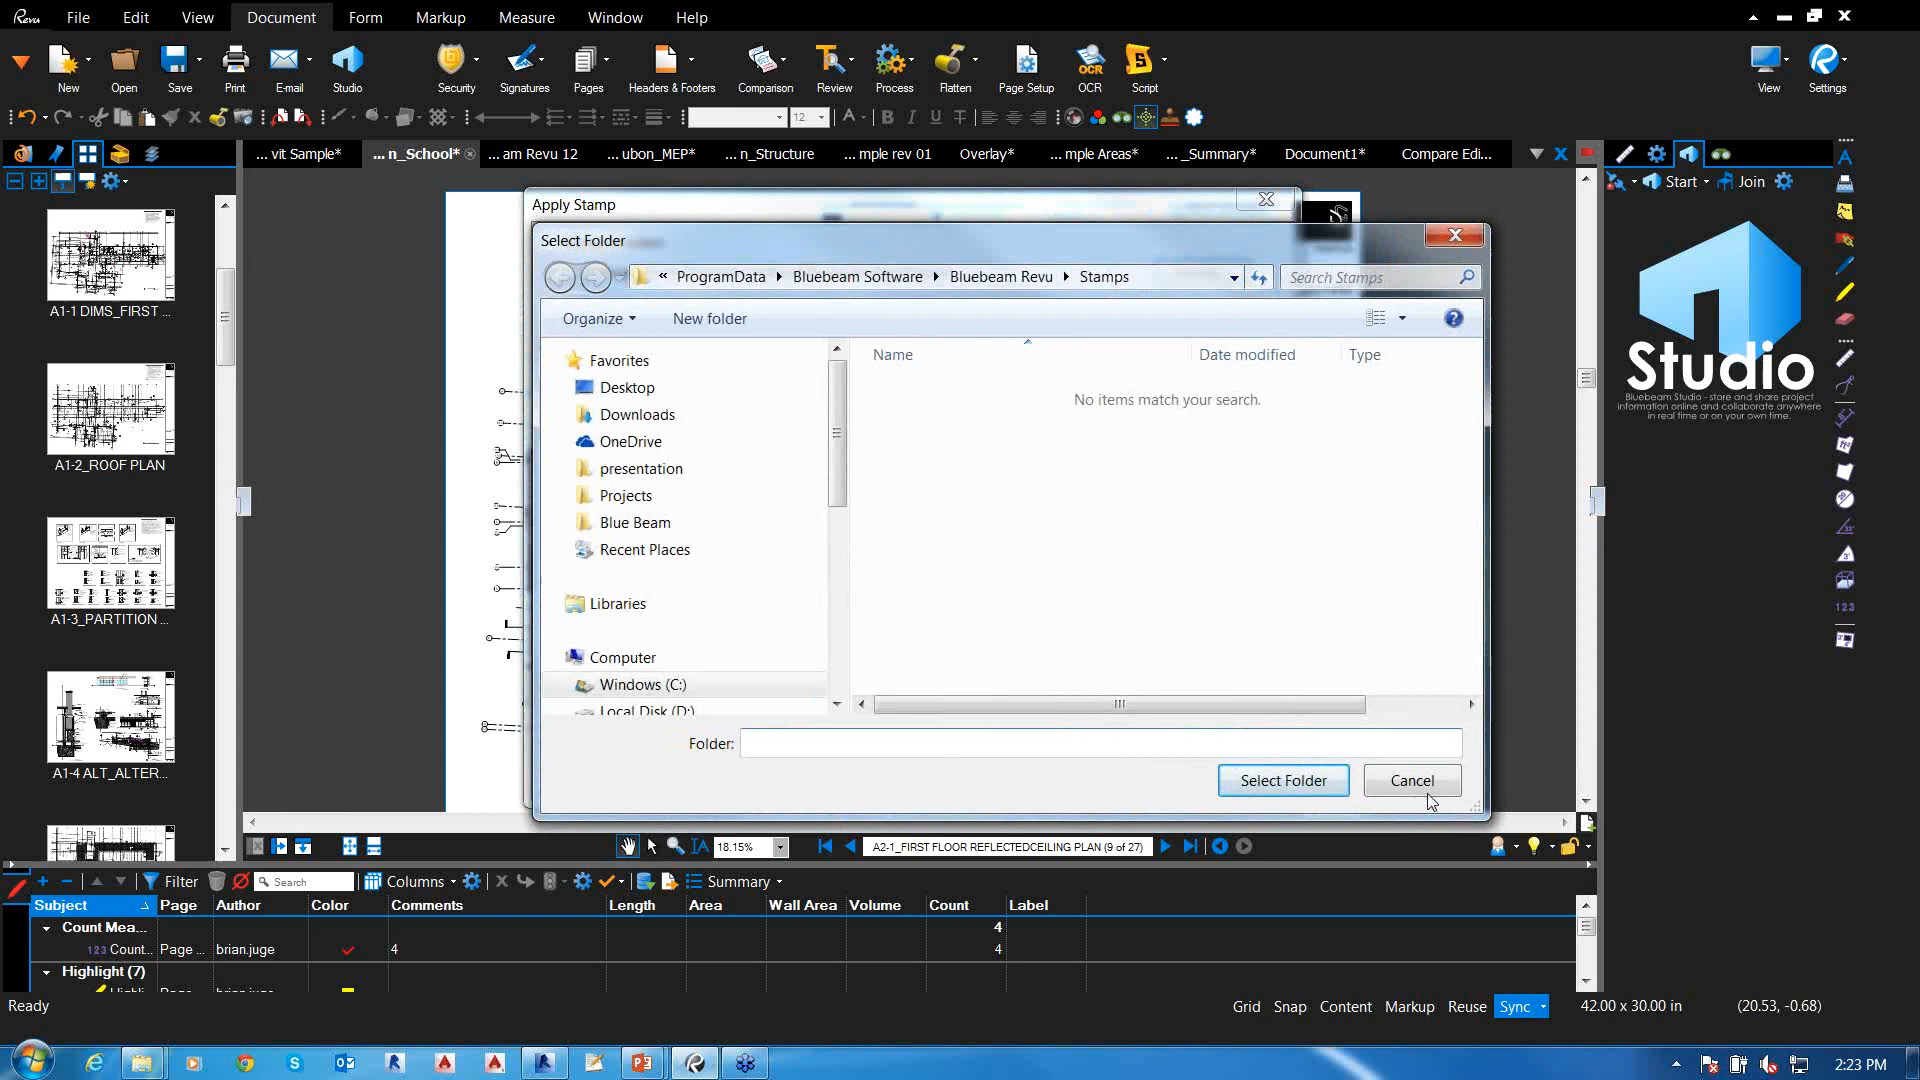 Revu File Edit View Document Form Markup Measure Window Help
New Open Save Print E-mail Studio Security Signatures Pages Headers & Footers Comparison Review Process Flatten Page Setup OCR Script View Settings
12
... vit Sample* ... n_School* ... am Revu 12 ... ubon_MEP* ... n_Structure ... mple rev 01 Overlay* ... mple Areas* ... _Summary* Document1* Compare Edi...
Start Join
Apply Stamp
Select Folder
« ProgramData Bluebeam Software Bluebeam Revu Stamps
Search Stamps
Organize New folder
Name Date modified Type
No items match your search.
Favorites
Desktop
Downloads
OneDrive
presentation
Projects
Blue Beam
Recent Places
Libraries
Computer
Windows (C:)
Local Disk (D:)
Folder:
Select Folder Cancel
A1-1 DIMS_FIRST ...
A1-2_ROOF PLAN
A1-3_PARTITION ...
A1-4 ALT_ALTER...
Studio
Bluebeam Studio - store and share project
information online and collaborate anywhere
in real time or on your own time.
123
18.15% A2-1_FIRST FLOOR REFLECTEDCEILING PLAN (9 of 27)
Filter Search Columns Summary
Subject Page Author Color Comments Length Area Wall Area Volume Count Label
Count Mea... 4
123 Count... Page ... brian.juge 4 4
Highlight (7)
Ready Grid Snap Content Markup Reuse Sync 42.00 x 30.00 in (20.53, -0.68)
2:23 PM